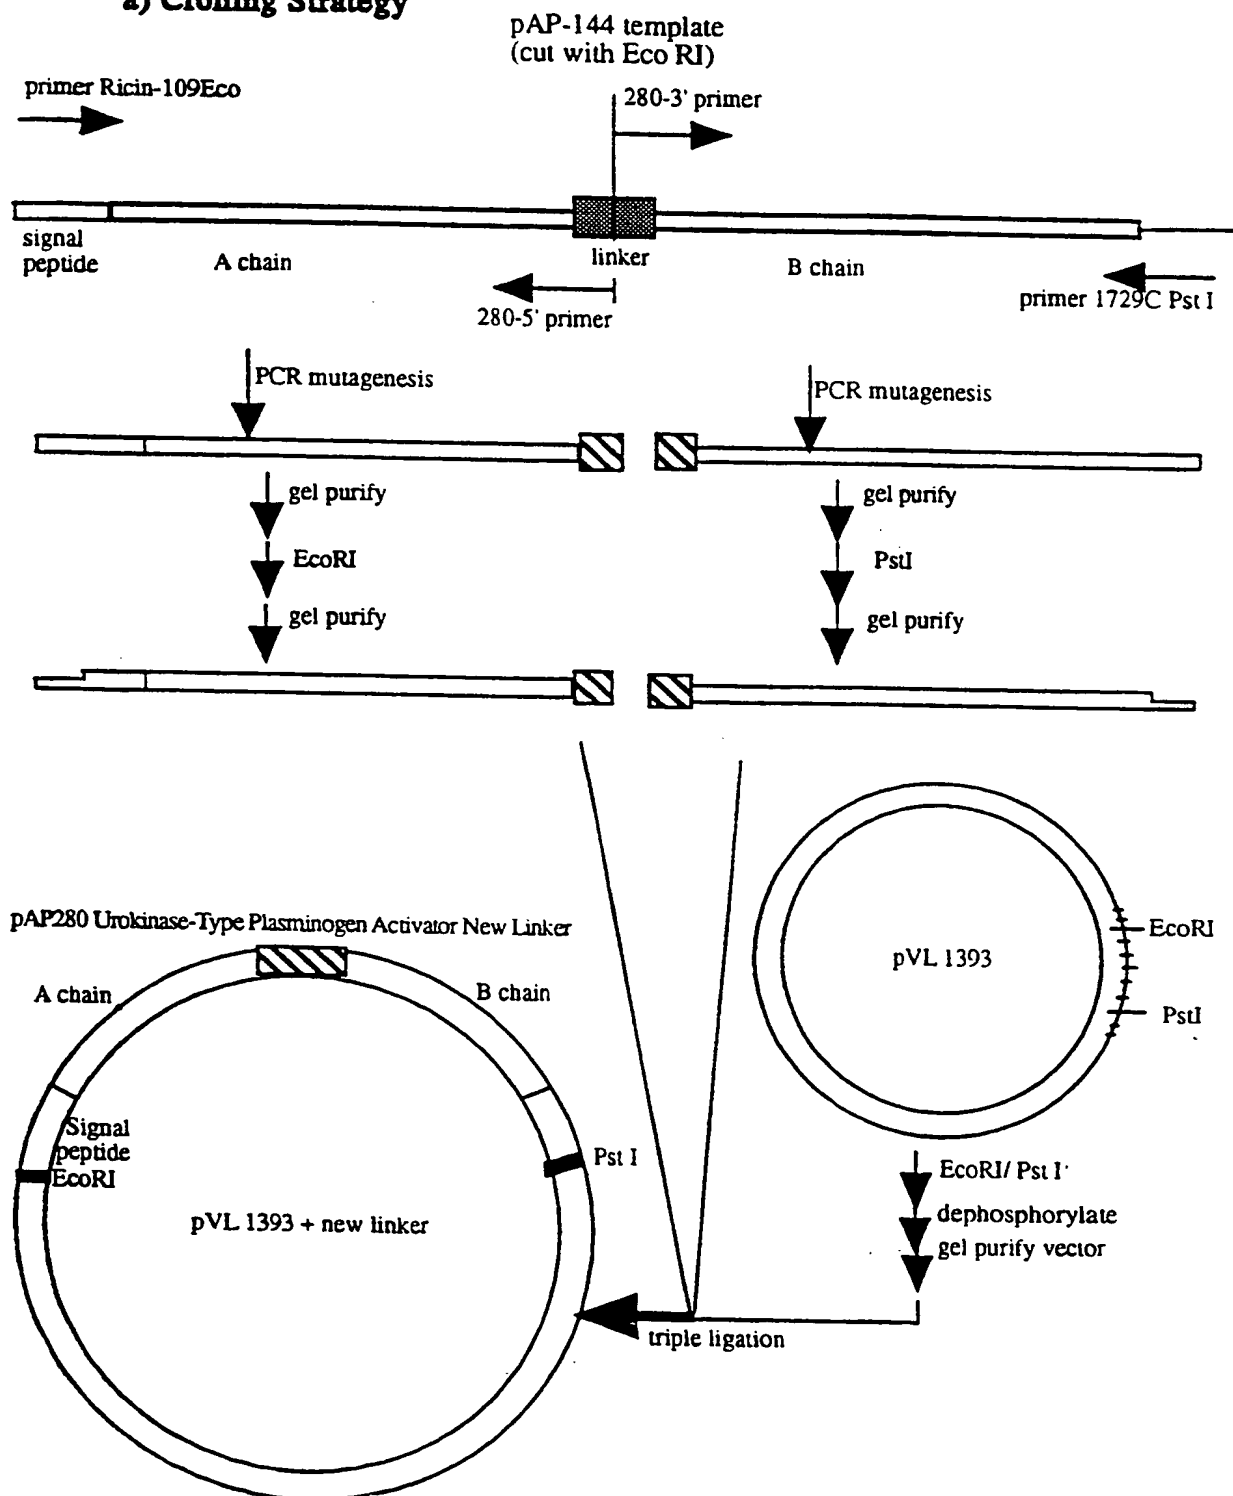 a) Cloning Strategy
pAP-144 template
(cut with Eco RI)
primer Ricin-109Eco
280-3' primer
signal
peptide
A chain
linker
B chain
280-5' primer
primer 1729C Pst I
PCR mutagenesis
PCR mutagenesis
gel purify
gel purify
EcoRI
PstI
gel purify
gel purify
pAP280 Urokinase-Type Plasminogen Activator New Linker
A chain
B chain
pVL 1393
EcoRI
PstI
Signal
peptide
EcoRI
Pst I
pVL 1393 + new linker
EcoRI/ Pst I
dephosphorylate
gel purify vector
triple ligation